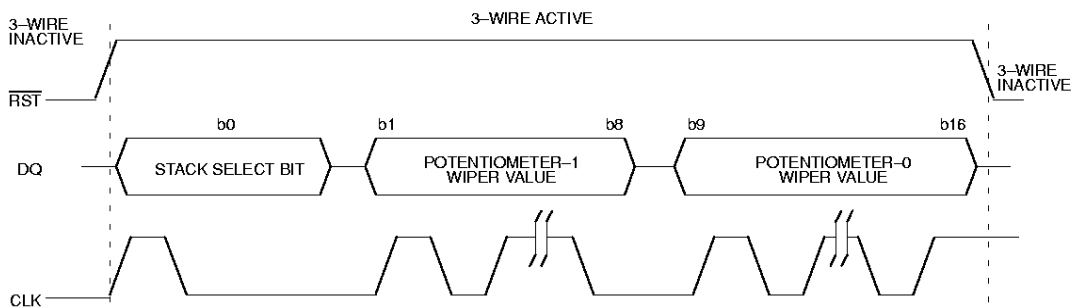 3–WIRE
INACTIVE
3–WIRE ACTIVE
3–WIRE
INACTIVE
RST
b0
b1
b8
b9
b16
DQ
STACK SELECT BIT
POTENTIOMETER–1
WIPER VALUE
POTENTIOMETER–0
WIPER VALUE
CLK